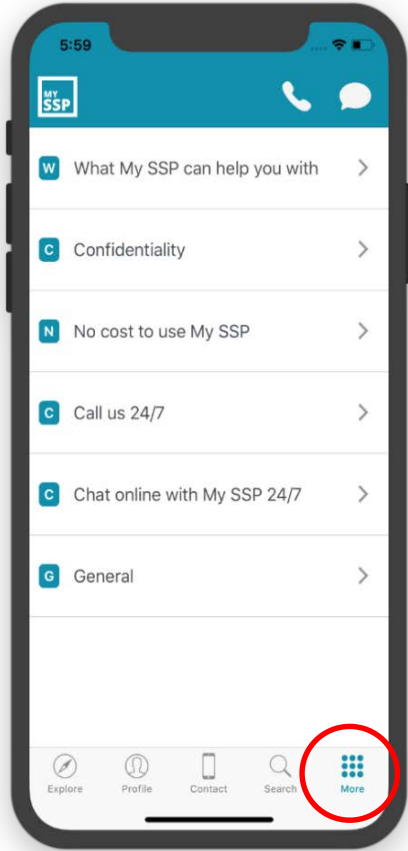 5:59
MY
SSP
W What My SSP can help you with
C Confidentiality
N No cost to use My SSP
C Call us 24/7
C Chat online with My SSP 24/7
G General
Explore Profile Contact Search More